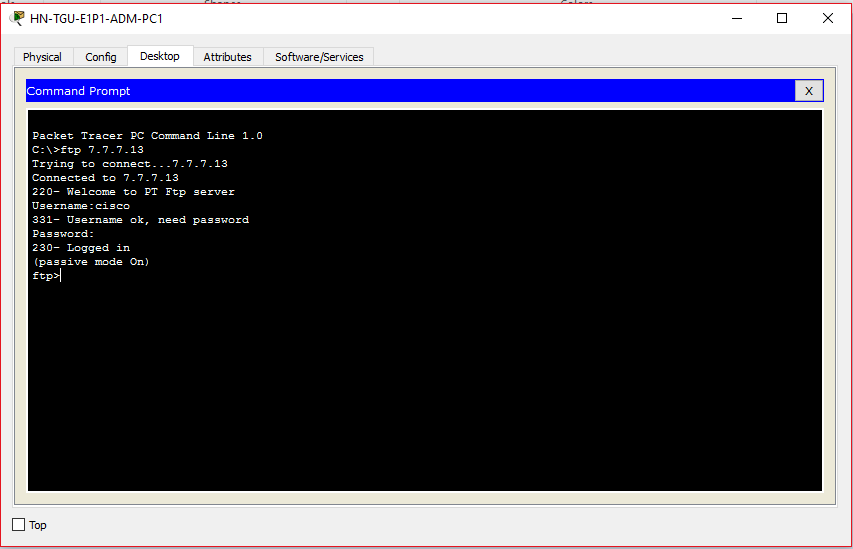 HN-TGU-E1P1-ADM-PC1
Physical Config Desktop Attributes Software/Services
Command Prompt X
Packet Tracer PC Command Line 1.0
C:\>ftp 7.7.7.13
Trying to connect...7.7.7.13
Connected to 7.7.7.13
220- Welcome to PT Ftp server
Username:cisco
331- Username ok, need password
Password:
230- Logged in
(passive mode On)
ftp>
Top